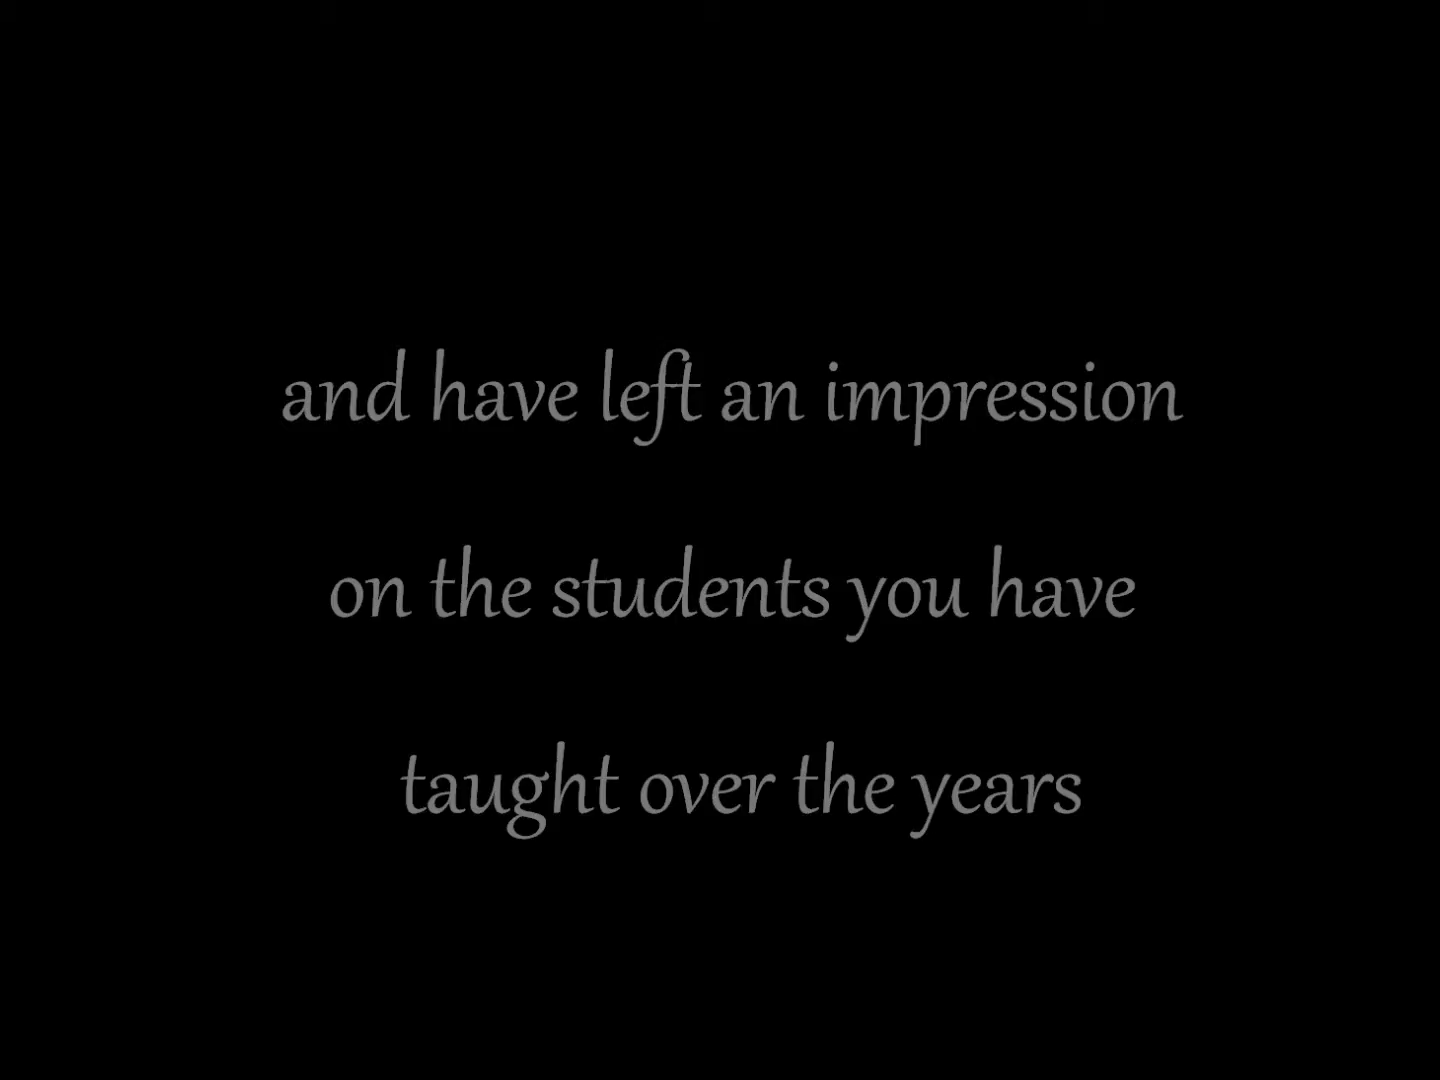 and have left an impression
on the students you have
taught over the years